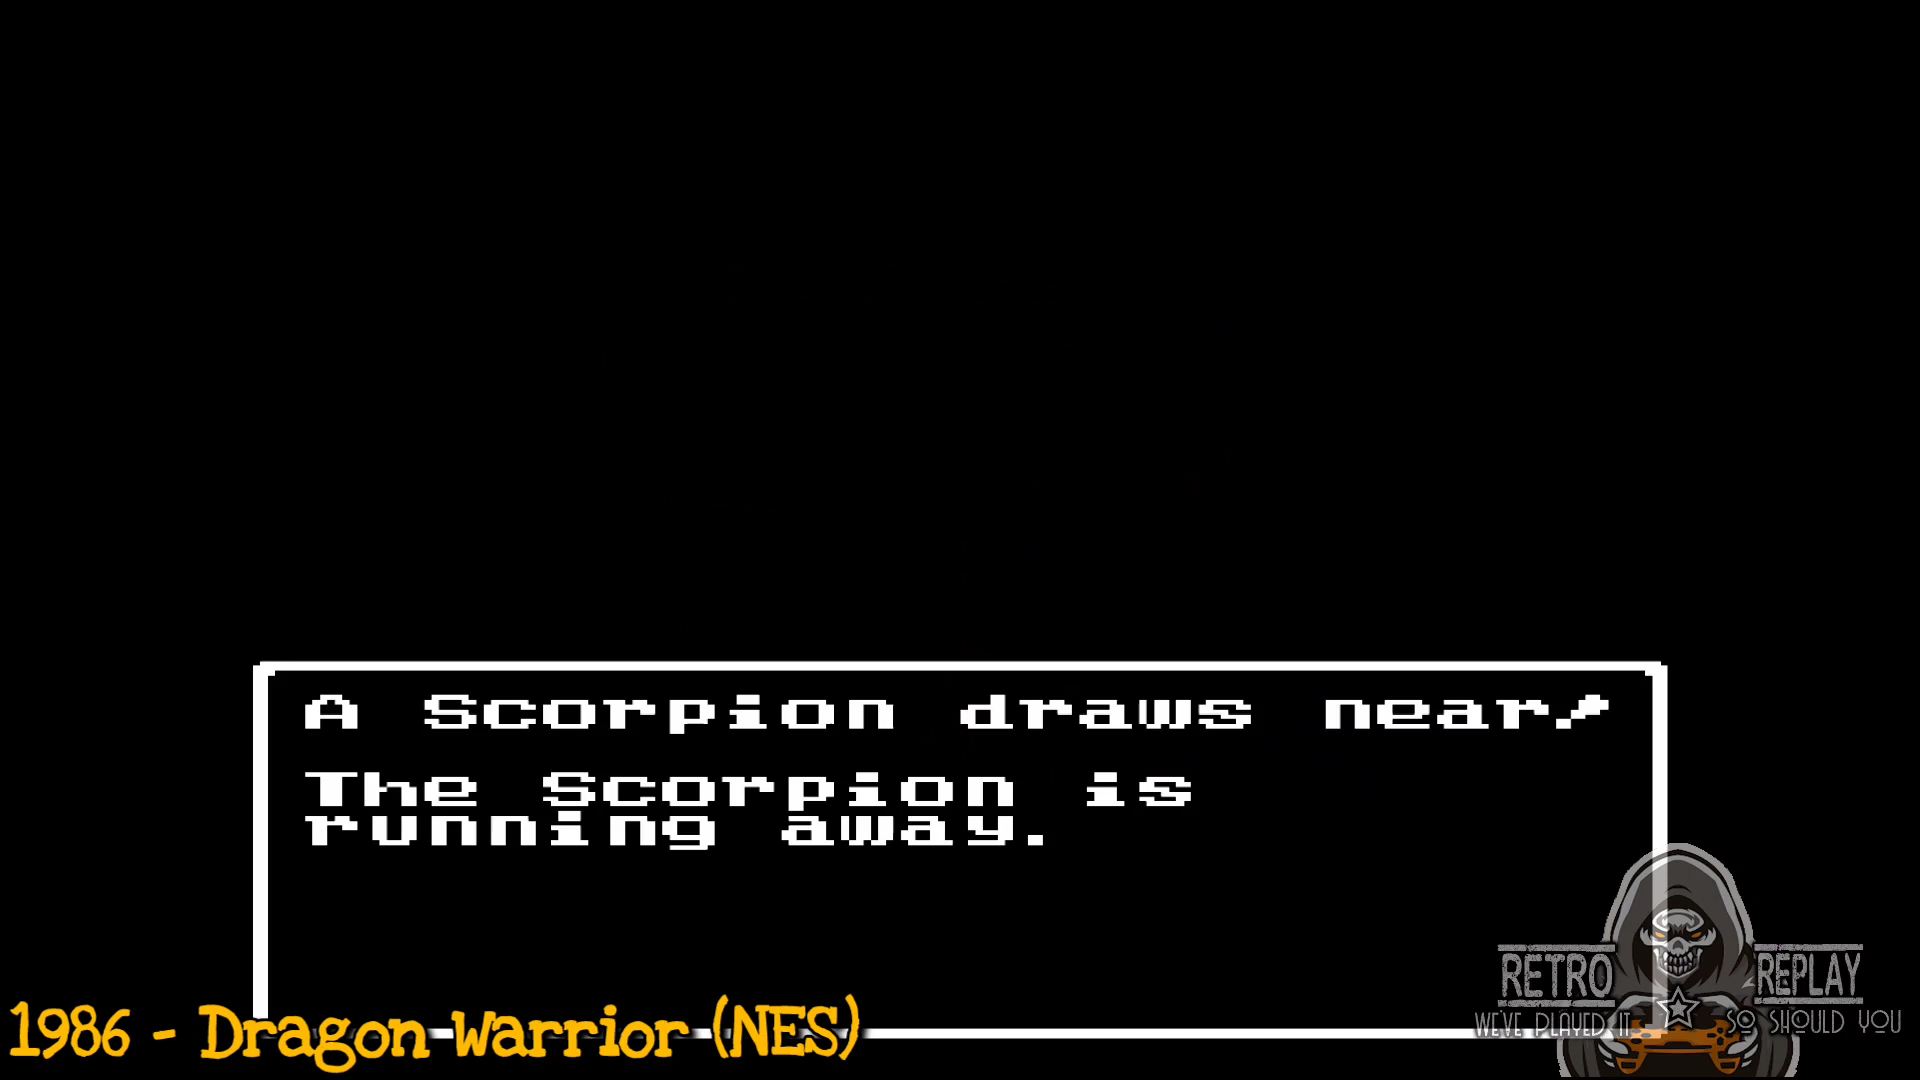 A Scorpion draws near!
The Scorpion is
running away.
1986 - Dragon Warrior (NES)
RETRO REPLAY
WE'VE PLAYED IT SO SHOULD YOU